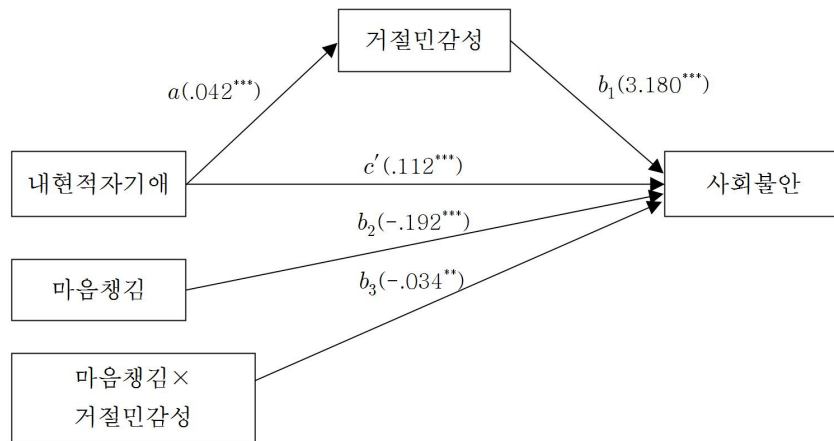 거절민감성
a(.042***)
b₁(3.180***)
내현적자기애
c′(.112***)
사회불안
b₂(-.192***)
마음챙김
b₃(-.034**)
마음챙김×
거절민감성